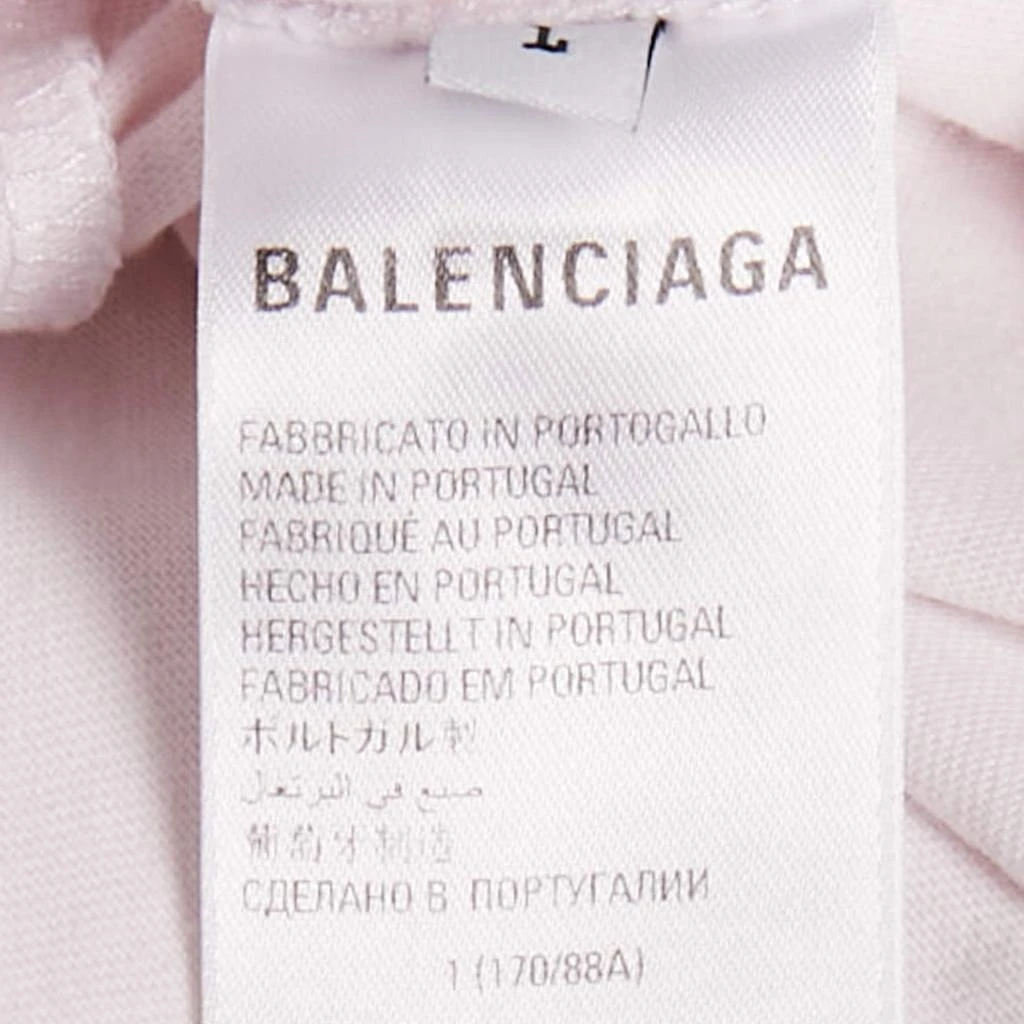 1
BALENCIAGA
FABBRICATO IN PORTOGALLO
MADE IN PORTUGAL
FABRIQUÉ AU PORTUGAL
HECHO EN PORTUGAL
HERGESTELLT IN PORTUGAL
FABRICADO EM PORTUGAL
ポルトガル製
صنع في البرتغال
葡萄牙制造
СДЕЛАНО В ПОРТУГАЛИИ
1 (170/88A)